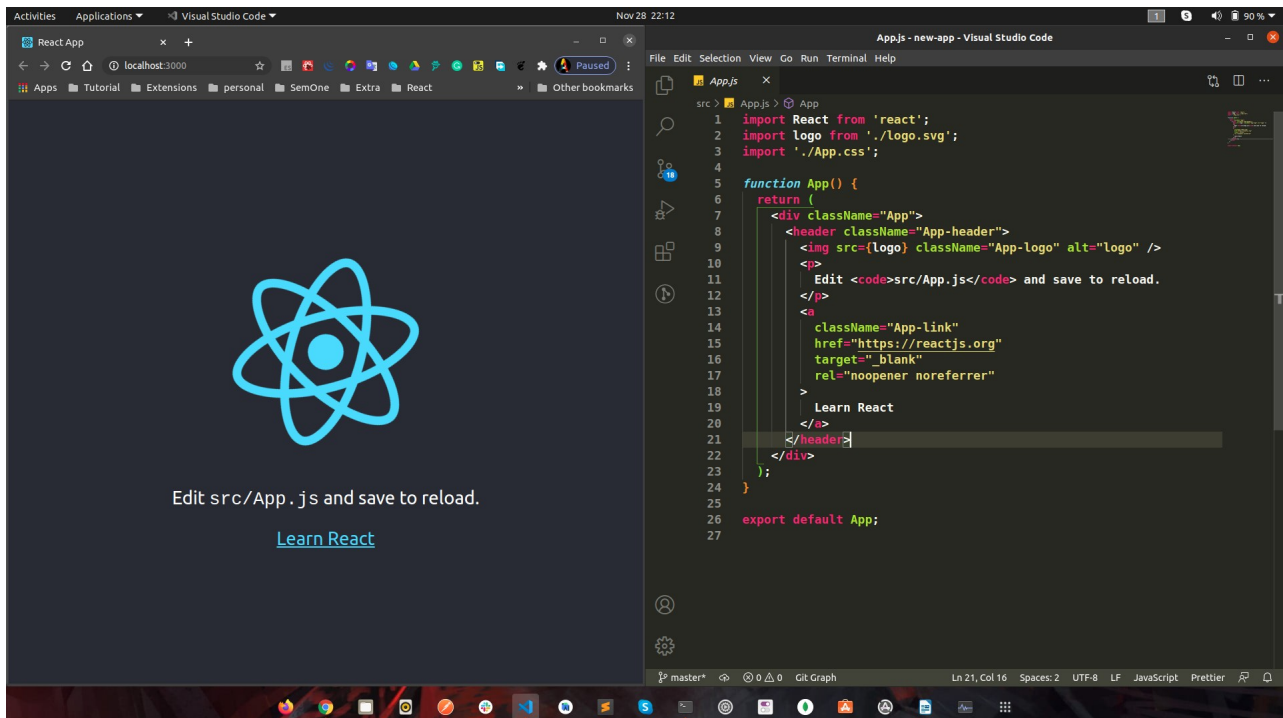 Activities Applications Visual Studio Code Nov 28 22:12 1 90 %
React App
localhost:3000 Paused
Apps Tutorial Extensions personal SemOne Extra React » Other bookmarks
Edit src/App.js and save to reload.
Learn React
App.js - new-app - Visual Studio Code
File Edit Selection View Go Run Terminal Help
JS App.js
src > JS App.js > App
18
1 import React from 'react';
2 import logo from './logo.svg';
3 import './App.css';
4
5 function App() {
6 return (
7 <div className="App">
8 <header className="App-header">
9 <img src={logo} className="App-logo" alt="logo" />
10 <p>
11 Edit <code>src/App.js</code> and save to reload.
12 </p>
13 <a
14 className="App-link"
15 href="https://reactjs.org"
16 target="_blank"
17 rel="noopener noreferrer"
18 >
19 Learn React
20 </a>
21 </header>
22 </div>
23 );
24 }
25
26 export default App;
27
master* 0 0 Git Graph Ln 21, Col 16 Spaces: 2 UTF-8 LF JavaScript Prettier